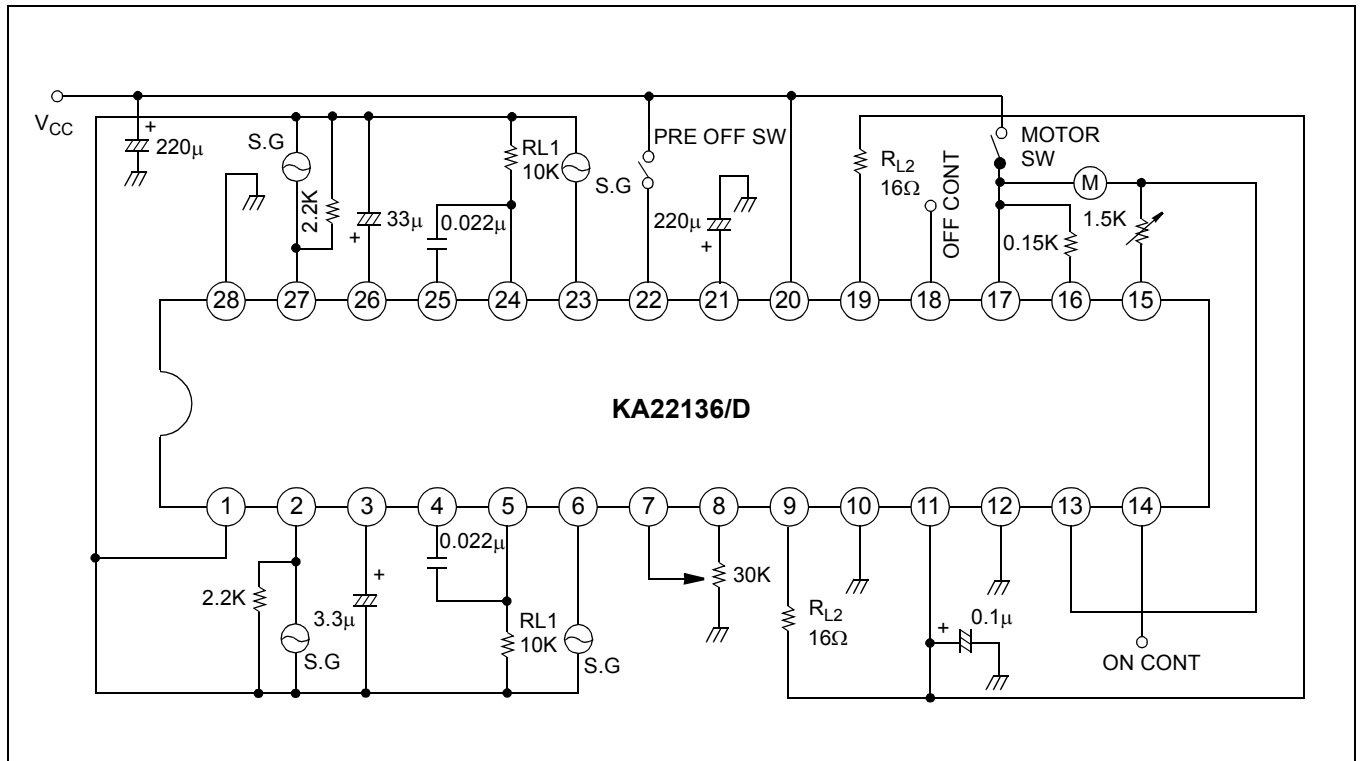 V_CC
220μ
S.G
2.2K
33μ
0.022μ
RL1
10K
S.G
PRE OFF SW
220μ
R_L2
16Ω
OFF CONT
MOTOR
SW
M
0.15K
1.5K
28 27 26 25 24 23 22 21 20 19 18 17 16 15
KA22136/D
1 2 3 4 5 6 7 8 9 10 11 12 13 14
2.2K
S.G
3.3μ
0.022μ
RL1
10K
S.G
30K
R_L2
16Ω
0.1μ
ON CONT